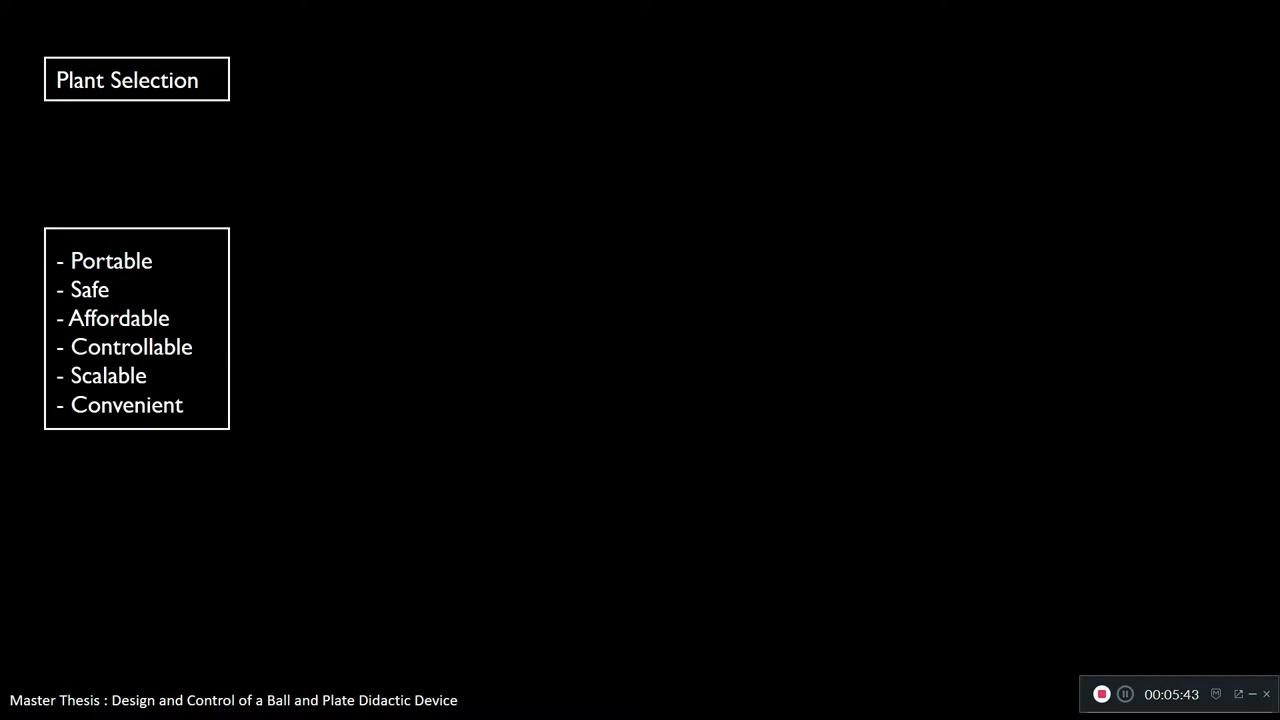 Plant Selection
- Portable
- Safe
- Affordable
- Controllable
- Scalable
- Convenient
Master Thesis : Design and Control of a Ball and Plate Didactic Device
00:05:43